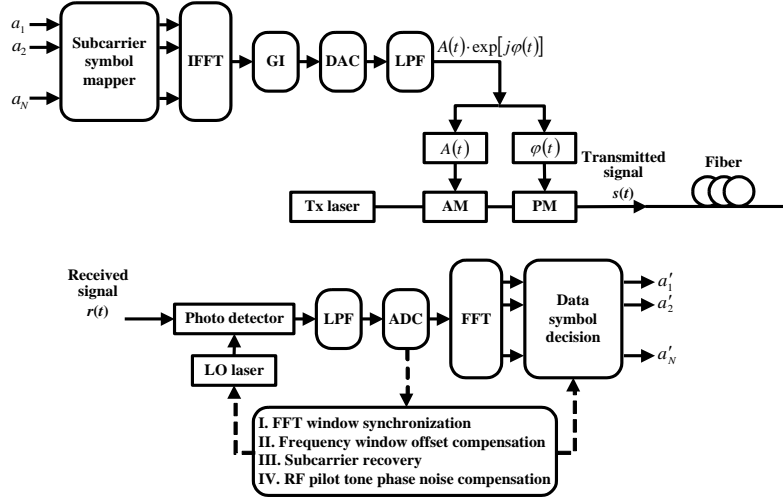 a₁
a₂
a_N
Subcarrier
symbol
mapper
IFFT
GI
DAC
LPF
A(t)·exp[jφ(t)]
A(t)
φ(t)
Transmitted
signal
s(t)
Fiber
Tx laser
AM
PM
Received
signal
r(t)
Photo detector
LO laser
LPF
ADC
FFT
Data
symbol
decision
a′₁
a′₂
a′_N
I. FFT window synchronization
II. Frequency window offset compensation
III. Subcarrier recovery
IV. RF pilot tone phase noise compensation